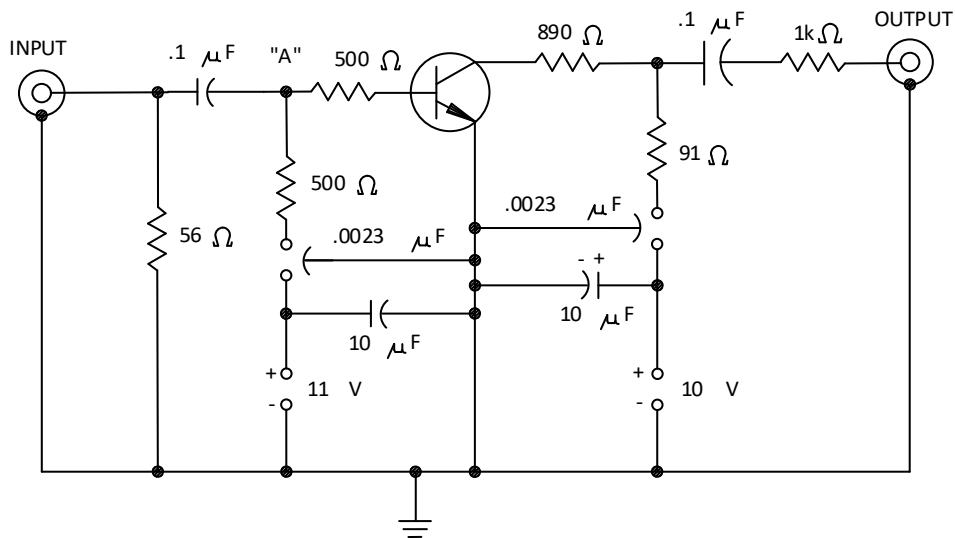 INPUT
.1 μF
"A"
500 Ω
890 Ω
.1 μF
1k Ω
OUTPUT
56 Ω
500 Ω
91 Ω
.0023 μF
.0023 μF
- +
10 μF
10 μF
+
-
11 V
+
-
10 V